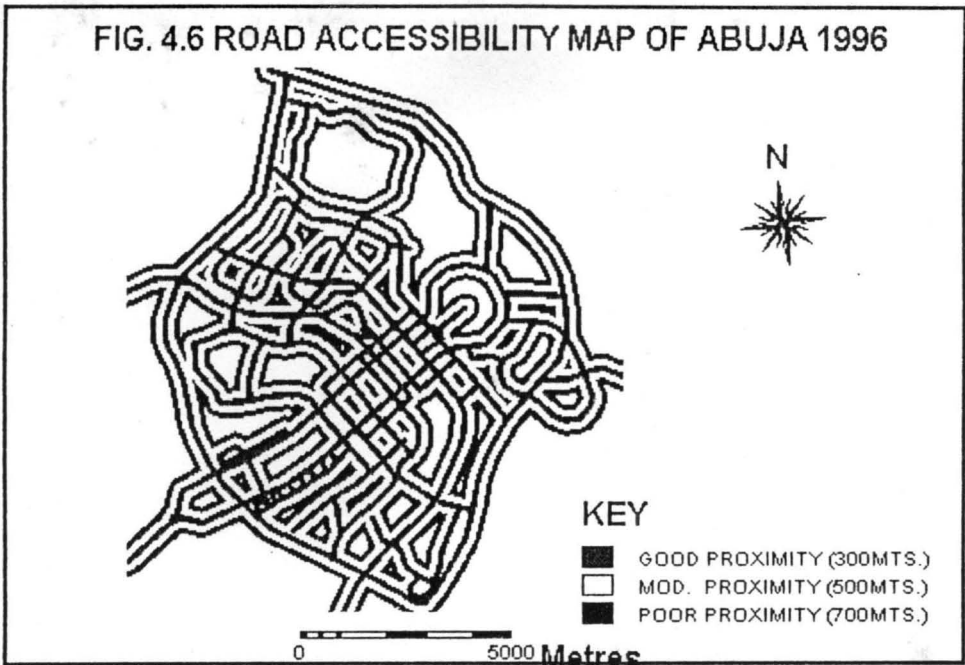 FIG. 4.6 ROAD ACCESSIBILITY MAP OF ABUJA 1996
N
KEY
GOOD PROXIMITY (300MTS.)
MOD. PROXIMITY (500MTS.)
POOR PROXIMITY (700MTS.)
0 5000 Metres